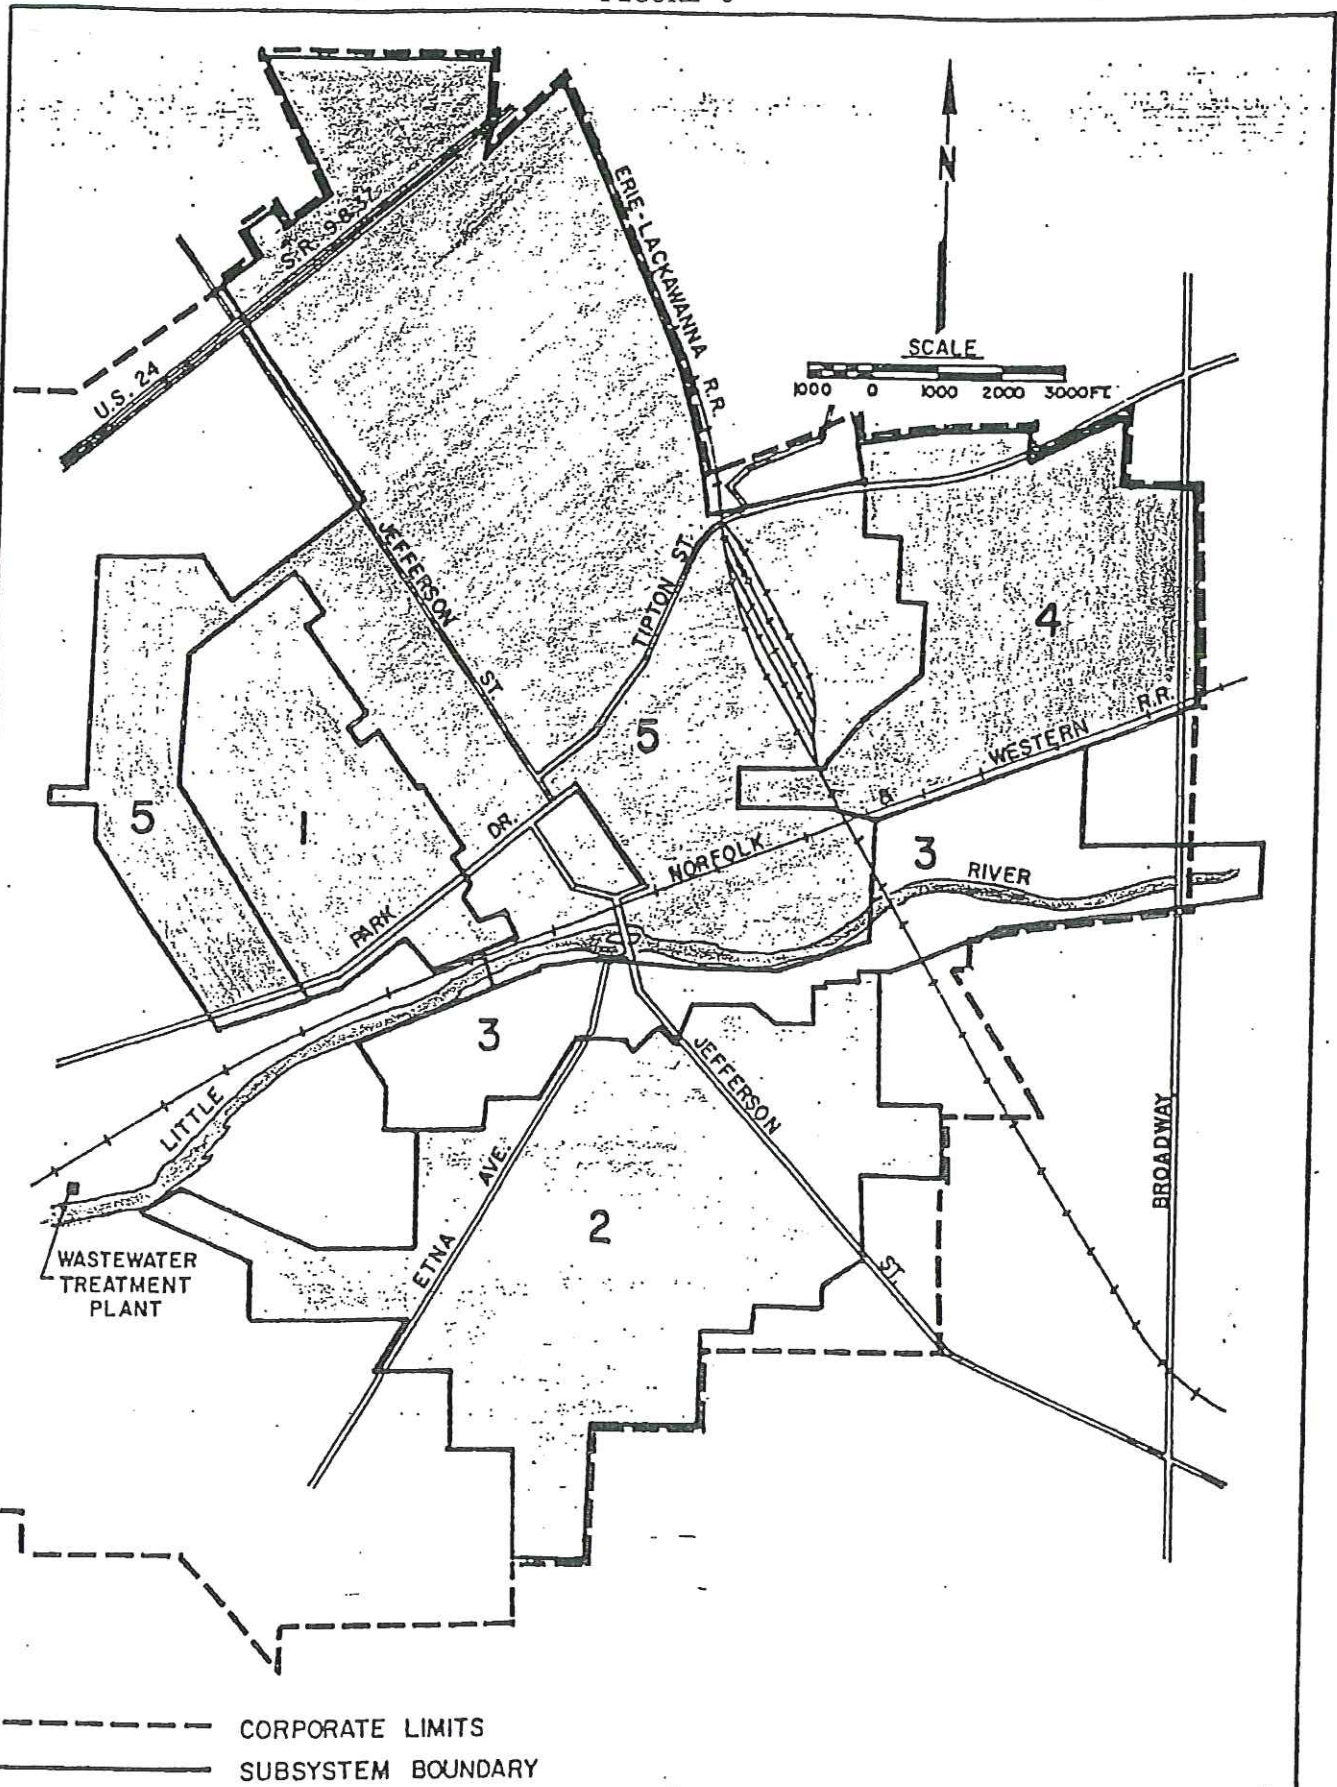 N
SCALE
1000 0 1000 2000 3000FT.
ERIE-LACKAWANNA R.R.
S.R. 9837
U.S. 24
JEFFERSON ST.
TIPTON ST.
4
5
5
1
WESTERN R.R.
&
NORFOLK
PARK DR.
3
RIVER
3
LITTLE
JEFFERSON ST.
ETNA AVE.
2
BROADWAY
WASTEWATER
TREATMENT
PLANT
CORPORATE LIMITS
SUBSYSTEM BOUNDARY